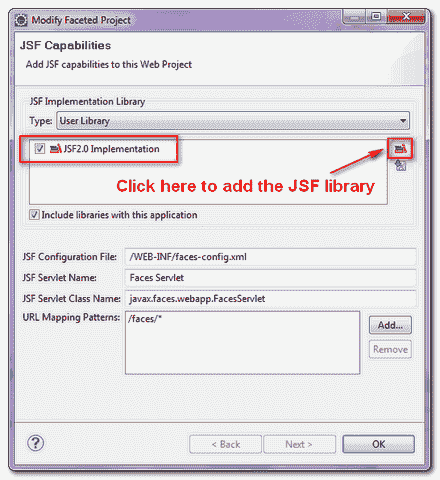 Modify Faceted Project
JSF Capabilities
Add JSF capabilities to this Web Project
JSF Implementation Library
Type: User Library
JSF2.0 Implementation
Click here to add the JSF library
Include libraries with this application
JSF Configuration File: /WEB-INF/faces-config.xml
JSF Servlet Name: Faces Servlet
JSF Servlet Class Name: javax.faces.webapp.FacesServlet
URL Mapping Patterns: /faces/*
Add...
Remove
? < Back Next > OK